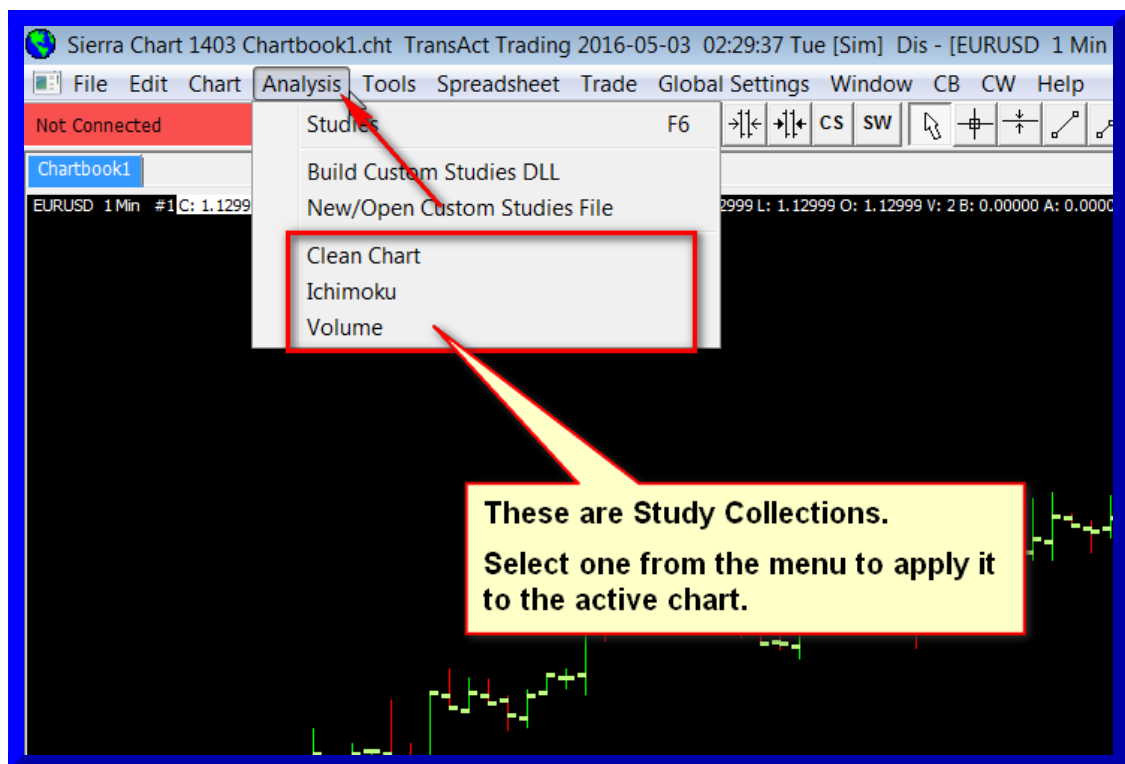 Sierra Chart 1403 Chartbook1.cht TransAct Trading 2016-05-03 02:29:37 Tue [Sim] Dis - [EURUSD 1 Min
File Edit Chart Analysis Tools Spreadsheet Trade Global Settings Window CB CW Help
Not Connected
Studies F6
CS SW
Chartbook1
Build Custom Studies DLL
EURUSD 1 Min #1 C: 1.1299
New/Open Custom Studies File
2999 L: 1.12999 O: 1.12999 V: 2 B: 0.00000 A: 0.0000
Clean Chart
Ichimoku
Volume
These are Study Collections.
Select one from the menu to apply it
to the active chart.